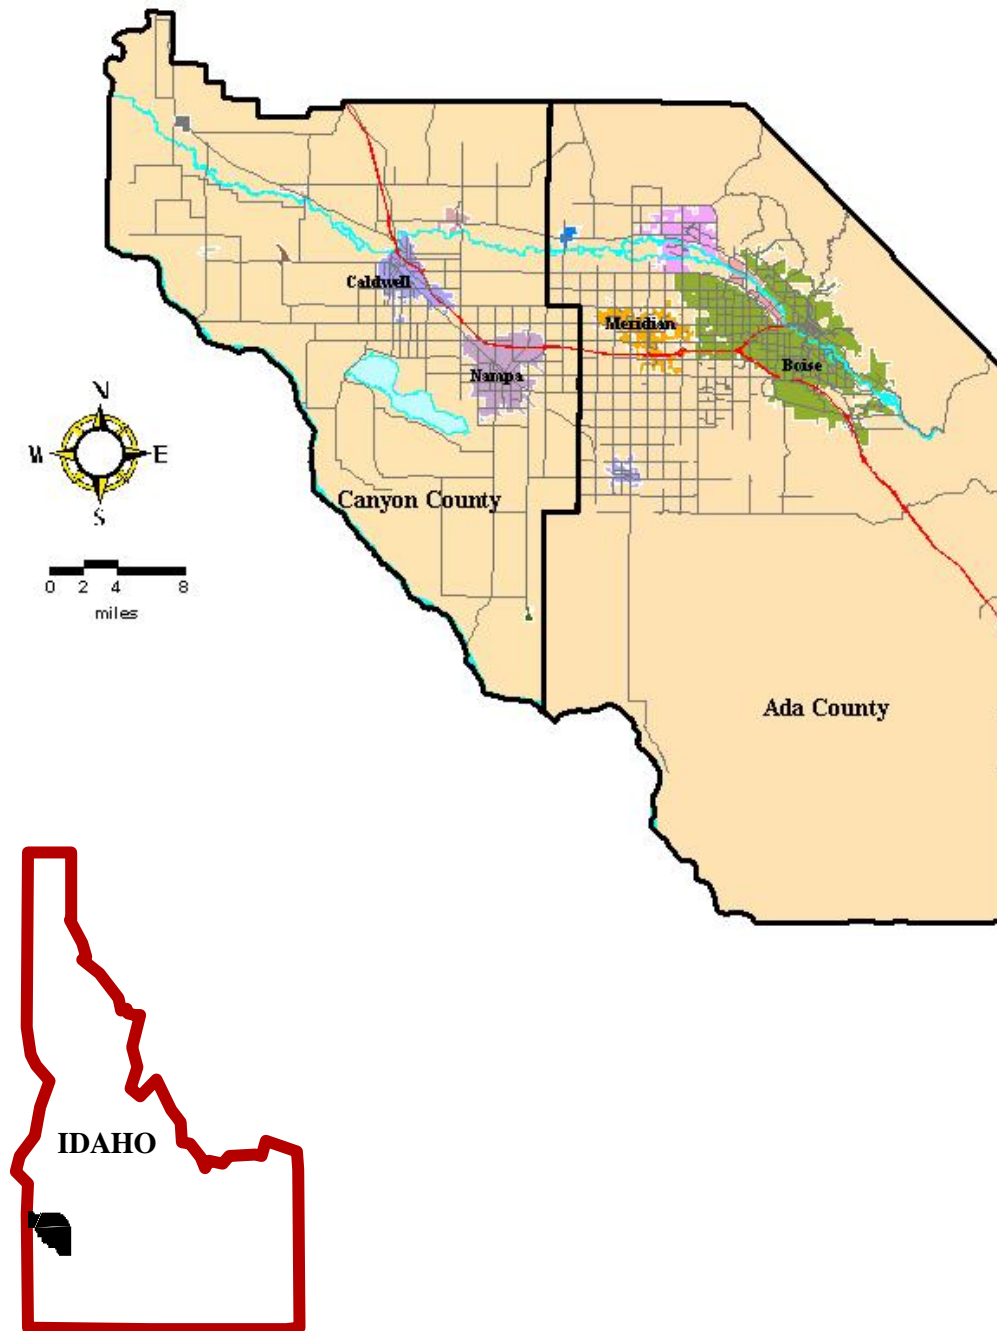 Caldwell
Meridian
Boise
Nampa
N
W E
S
Canyon County
0 2 4 8
miles
Ada County
IDAHO